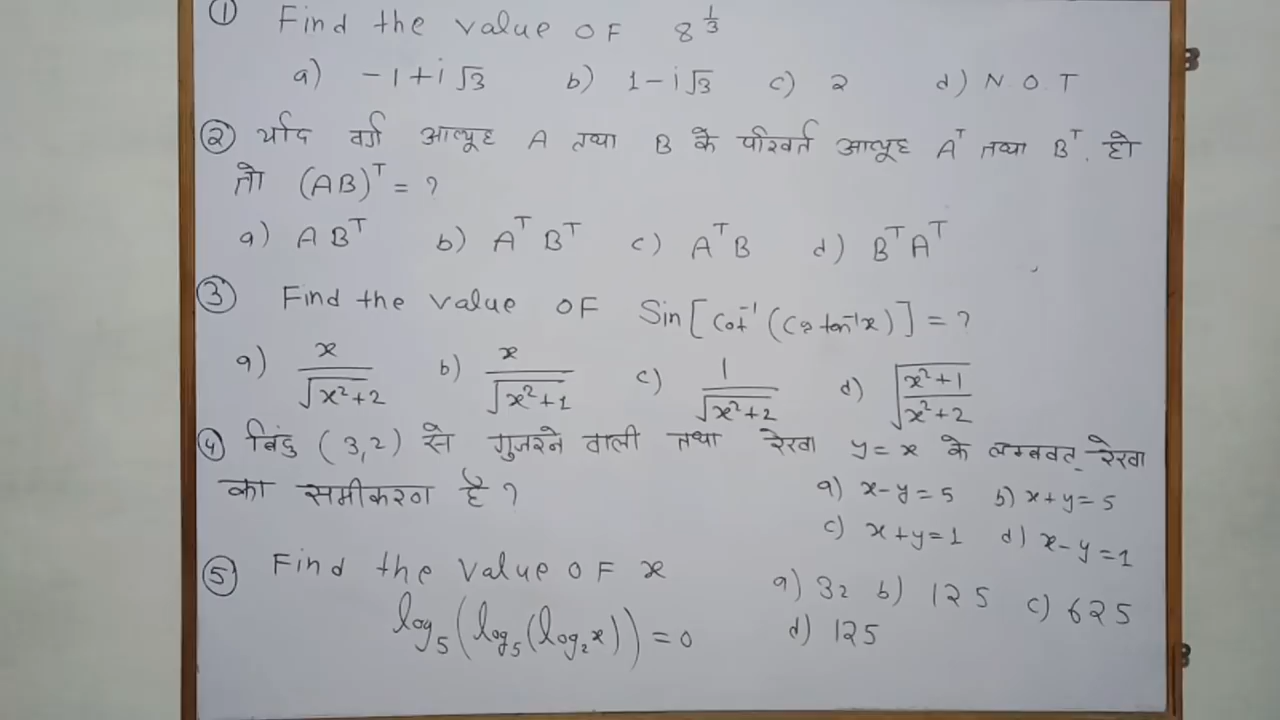 ① Find the value OF 8^(1/3)
a) -1+i√3 b) 1-i√3 c) 2 d) N.O.T
② यदि वर्ग आव्यूह A तथा B के परिवर्त आव्यूह A^T तथा B^T. हो
तो (AB)^T = ?
a) AB^T b) A^T B^T c) A^T B d) B^T A^T
③ Find the value OF Sin[Cot⁻¹(Cos tan⁻¹x)] = ?
a) x/√(x²+2) b) x/√(x²+1) c) 1/√(x²+2) d) √((x²+1)/(x²+2))
④ बिंदु (3,2) से गुजरने वाली तथा रेखा y=x के लम्बवत् रेखा
का समीकरण है ?
a) x-y=5 b) x+y=5
c) x+y=1 d) x-y=1
⑤ Find the value OF x
log₅(log₅(log₂x)) = 0
a) 32 b) 125 c) 625
d) 125